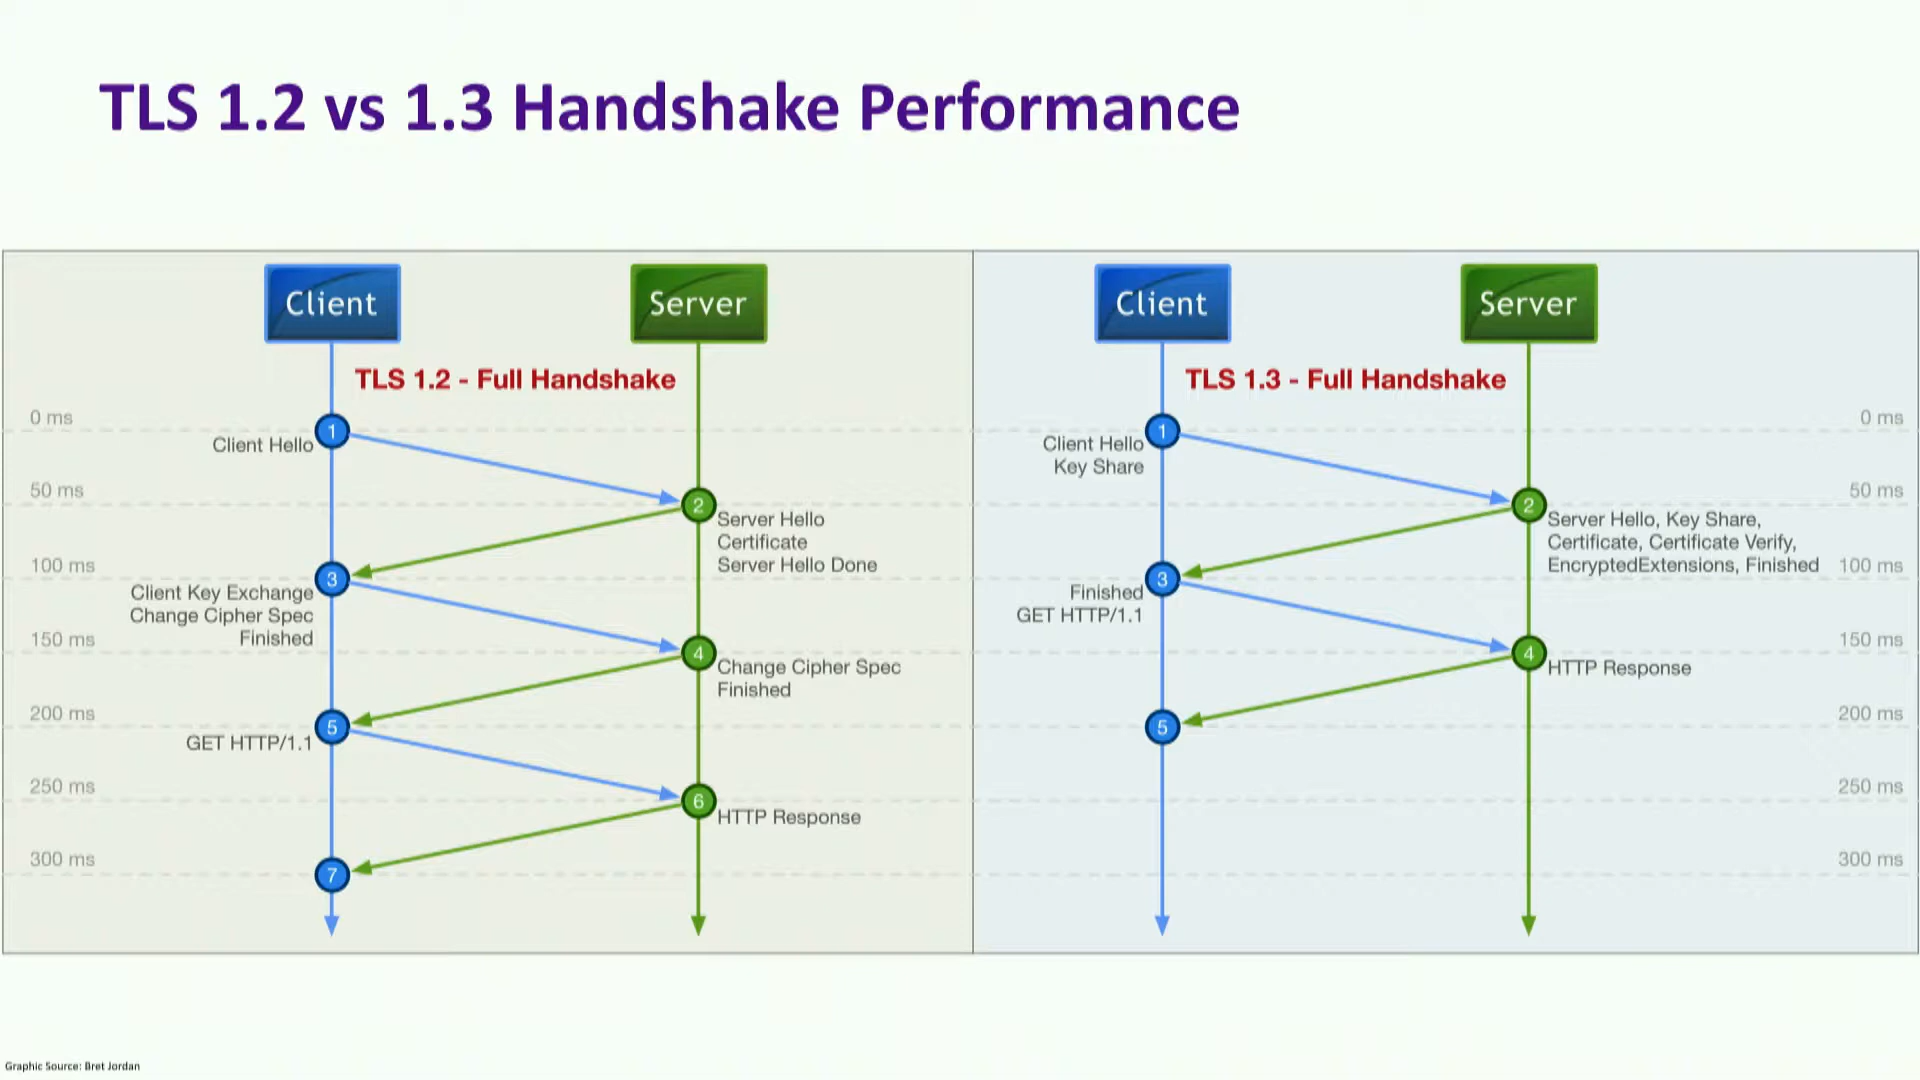 TLS 1.2 vs 1.3 Handshake Performance
Client
Server
TLS 1.2 - Full Handshake
0 ms
1
Client Hello
50 ms
2
Server Hello
Certificate
Server Hello Done
100 ms
3
Client Key Exchange
Change Cipher Spec
Finished
150 ms
4
Change Cipher Spec
Finished
200 ms
5
GET HTTP/1.1
250 ms
6
HTTP Response
300 ms
7
Client
Server
TLS 1.3 - Full Handshake
0 ms
1
Client Hello
Key Share
50 ms
2
Server Hello, Key Share,
Certificate, Certificate Verify,
EncryptedExtensions, Finished
100 ms
3
Finished
GET HTTP/1.1
150 ms
4
HTTP Response
200 ms
5
250 ms
300 ms
Graphic Source: Bret Jordan